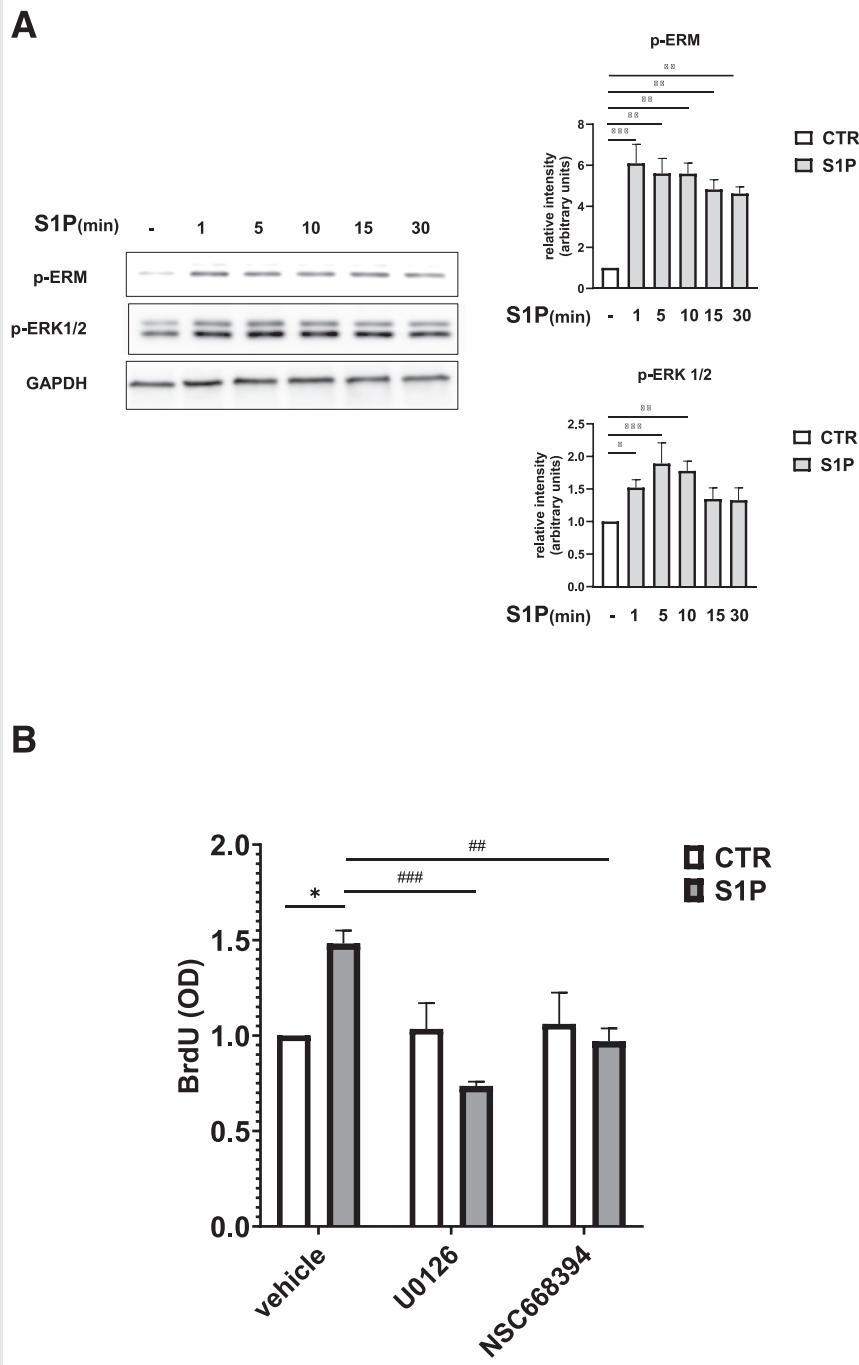 A
S1P(min) - 1 5 10 15 30
p-ERM
p-ERK1/2
GAPDH
p-ERM
relative intensity
(arbitrary units)
8
6
4
2
0
S1P(min) - 1 5 10 15 30
CTR
S1P
p-ERK 1/2
relative intensity
(arbitrary units)
2.5
2.0
1.5
1.0
0.5
0.0
S1P(min) - 1 5 10 15 30
CTR
S1P
B
BrdU (OD)
2.0
1.5
1.0
0.5
0.0
*
###
##
vehicle
U0126
NSC668394
CTR
S1P